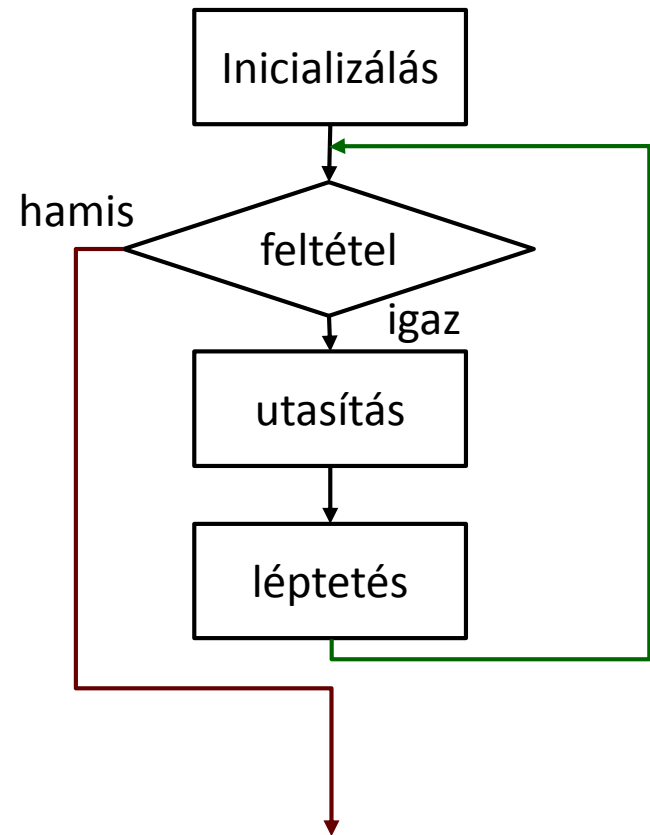 Inicializálás
hamis
feltétel
igaz
utasítás
léptetés